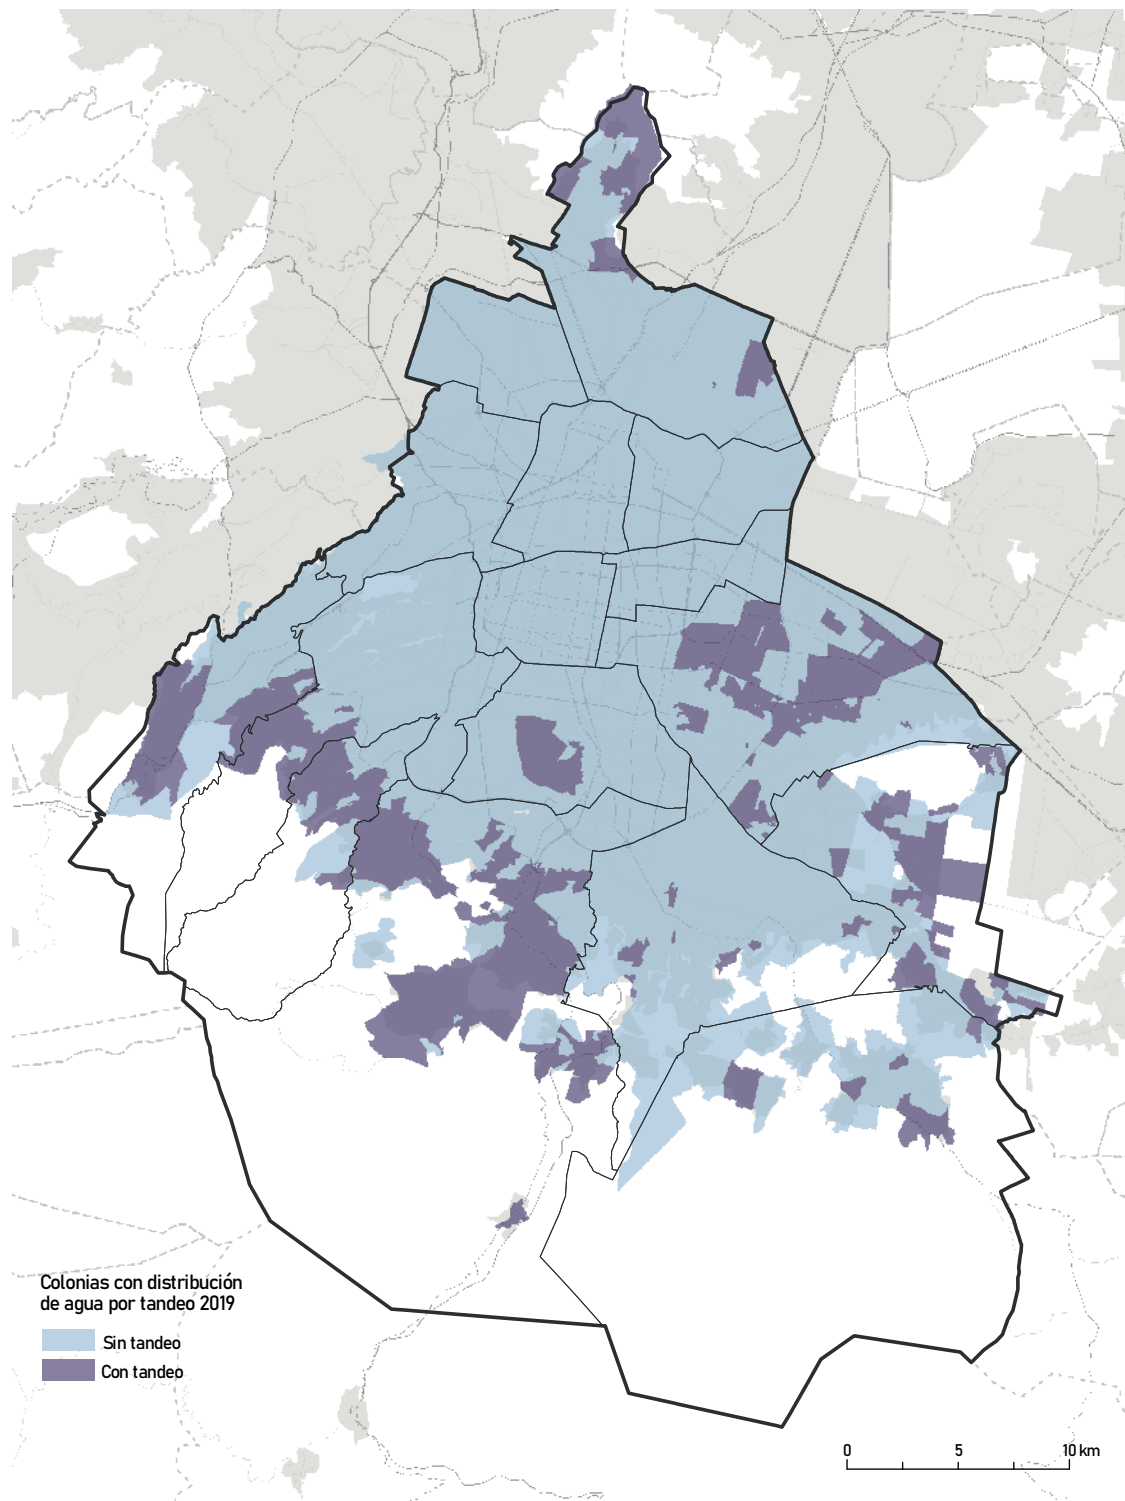 Colonias con distribución
de agua por tandeo 2019
Sin tandeo
Con tandeo
0 5 10 km